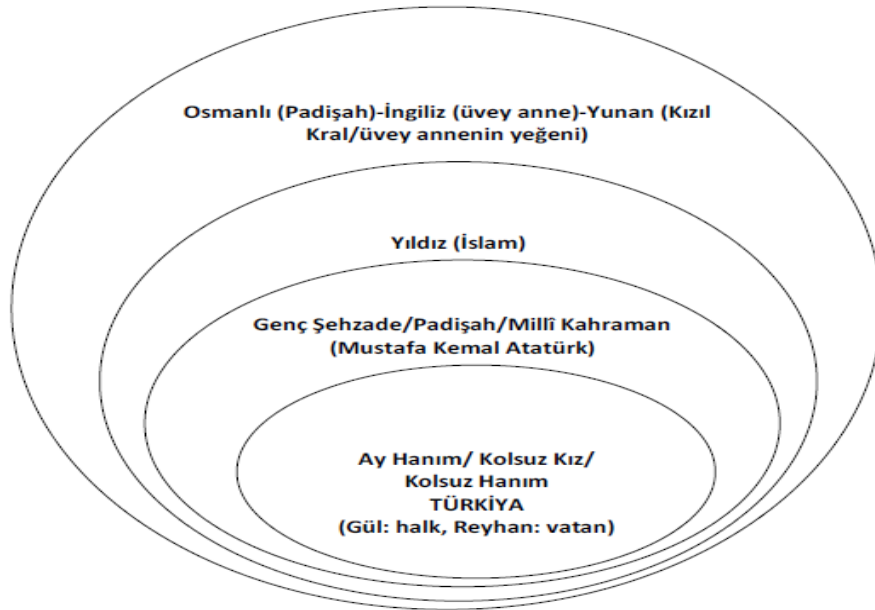 Osmanlı (Padişah)-İngiliz (üvey anne)-Yunan (Kızıl
Kral/üvey annenin yeğeni)
Yıldız (İslam)
Genç Şehzade/Padişah/Millî Kahraman
(Mustafa Kemal Atatürk)
Ay Hanım/ Kolsuz Kız/
Kolsuz Hanım
TÜRKİYA
(Gül: halk, Reyhan: vatan)